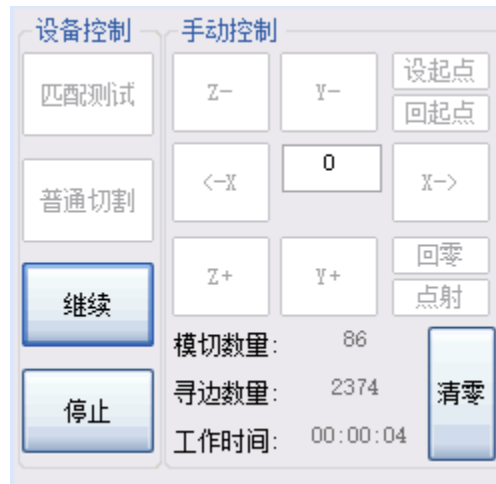 设备控制
手动控制
匹配测试
普通切割
继续
停止
Z-
Y-
设起点
回起点
<-X
0
X->
Z+
Y+
回零
点射
模切数量: 86
寻边数量: 2374
工作时间: 00:00:04
清零